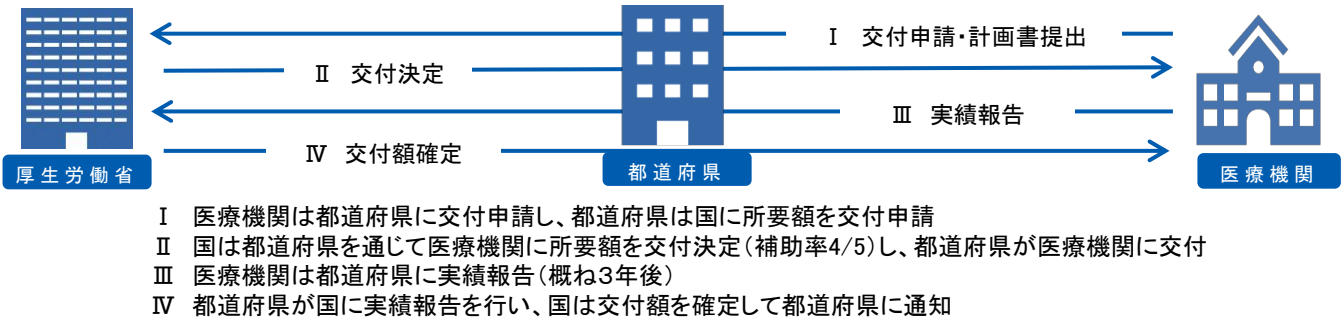 Ⅰ 交付申請・計画書提出
Ⅱ 交付決定
Ⅲ 実績報告
Ⅳ 交付額確定
厚生労働省
都道府県
医療機関
Ⅰ 医療機関は都道府県に交付申請し、都道府県は国に所要額を交付申請
Ⅱ 国は都道府県を通じて医療機関に所要額を交付決定(補助率4/5)し、都道府県が医療機関に交付
Ⅲ 医療機関は都道府県に実績報告(概ね3年後)
Ⅳ 都道府県が国に実績報告を行い、国は交付額を確定して都道府県に通知